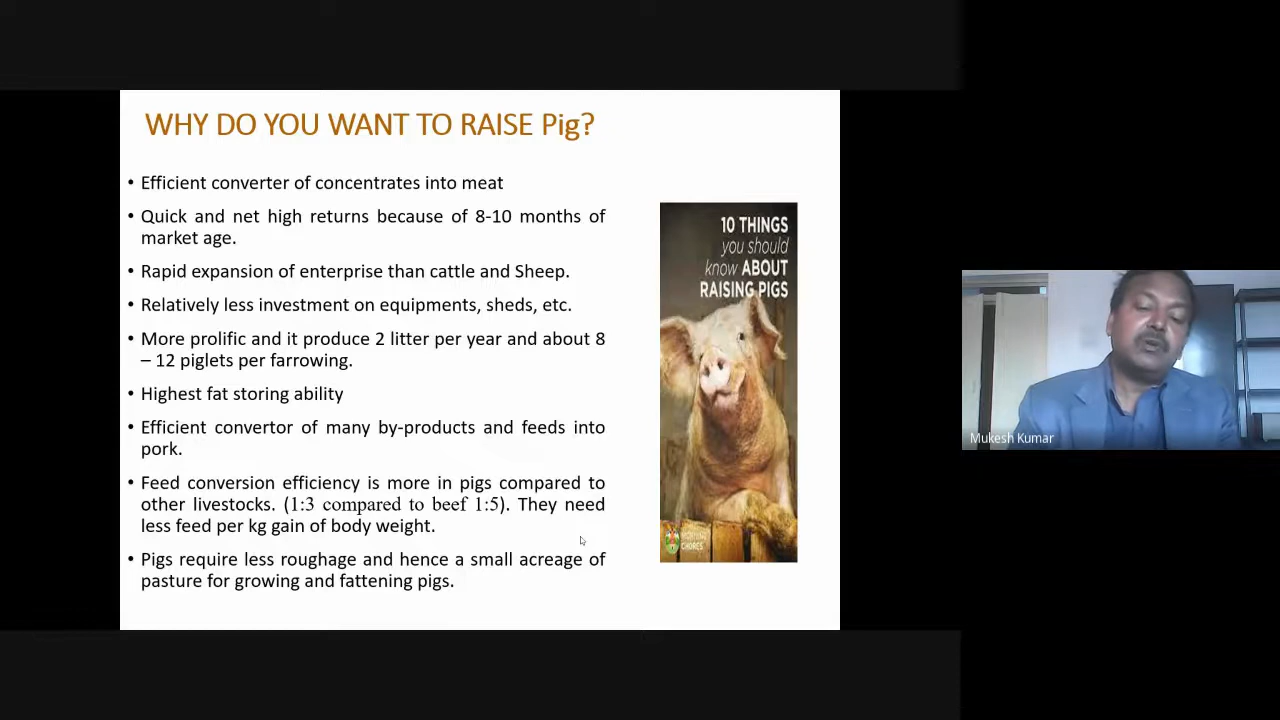 WHY DO YOU WANT TO RAISE Pig?
• Efficient converter of concentrates into meat
• Quick and net high returns because of 8-10 months of
market age.
• Rapid expansion of enterprise than cattle and Sheep.
• Relatively less investment on equipments, sheds, etc.
• More prolific and it produce 2 litter per year and about 8
– 12 piglets per farrowing.
• Highest fat storing ability
• Efficient convertor of many by-products and feeds into
pork.
• Feed conversion efficiency is more in pigs compared to
other livestocks. (1:3 compared to beef 1:5). They need
less feed per kg gain of body weight.
• Pigs require less roughage and hence a small acreage of
pasture for growing and fattening pigs.
10 THINGS
you should
know ABOUT
RAISING PIGS
MORNING
CHORES
Mukesh Kumar